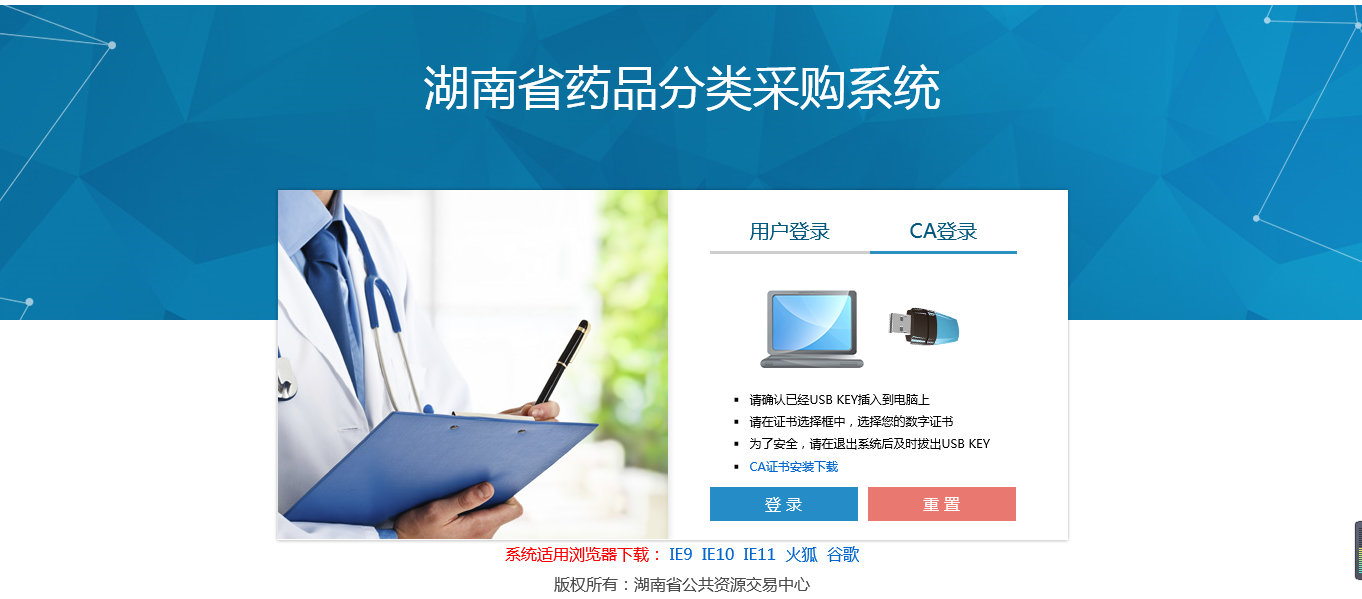 湖南省药品分类采购系统
用户登录 CA登录
请确认已经USB KEY插入到电脑上
请在证书选择框中，选择您的数字证书
为了安全，请在退出系统后及时拔出USB KEY
CA证书安装下载
登 录 重 置
系统适用浏览器下载： IE9 IE10 IE11 火狐 谷歌
版权所有：湖南省公共资源交易中心